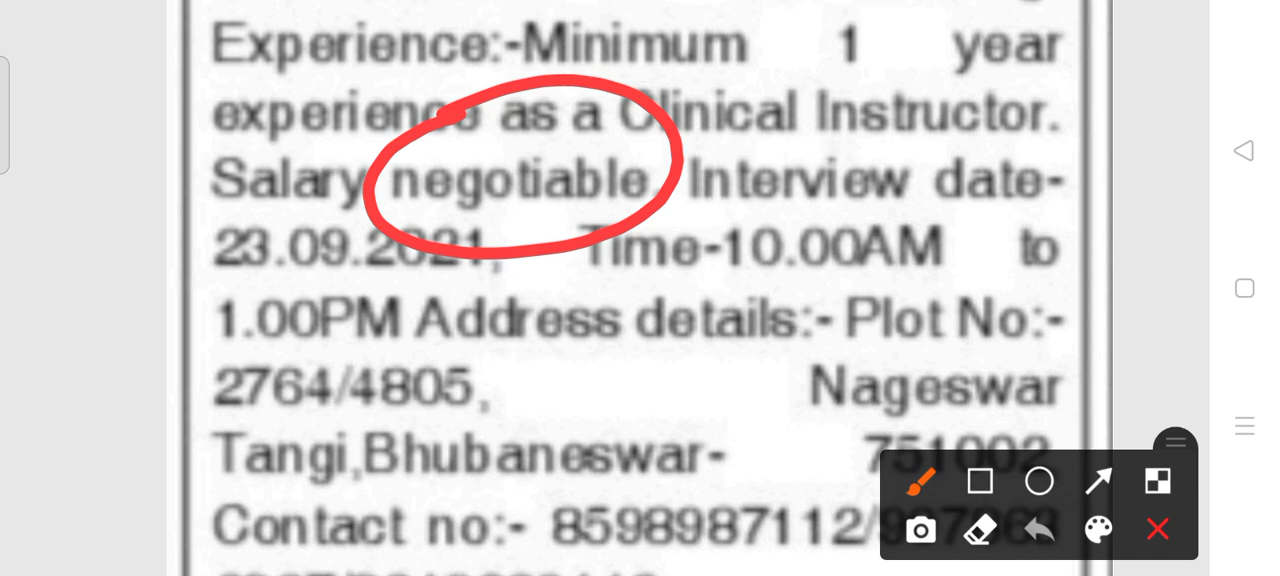 Experience:-Minimum 1 year
experience as a Clinical Instructor.
Salary negotiable. Interview date-
23.09.2021, Time-10.00AM to
1.00PM Address details:- Plot No:-
2764/4805, Nageswar
Tangi,Bhubaneswar- 751002.
Contact no:- 8598987112/